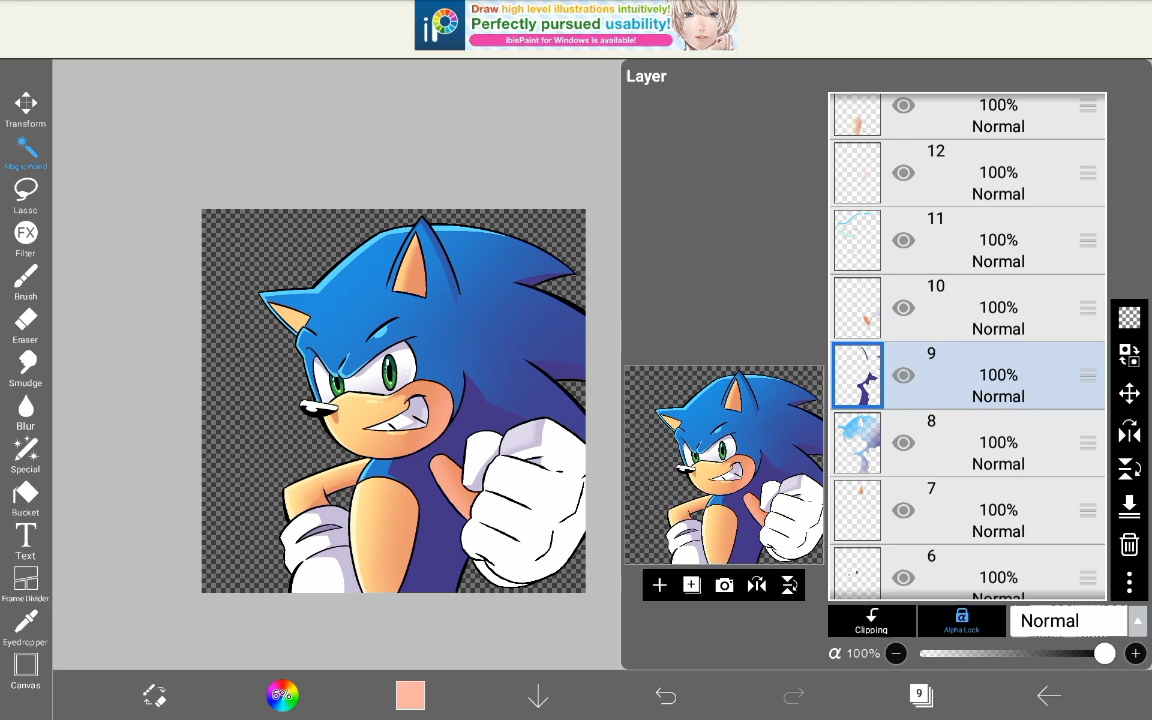 Draw high level illustrations intuitively!
Perfectly pursued usability!
ibisPaint for Windows is available!
iP
Layer
Transform
Magic Wand
Lasso
FX
Filter
Brush
Eraser
Smudge
Blur
Special
Bucket
T
Text
Frame Divider
Eyedropper
Canvas
100%
Normal
12
100%
Normal
11
100%
Normal
10
100%
Normal
9
100%
Normal
8
100%
Normal
7
100%
Normal
6
100%
Normal
Clipping
α
Alpha Lock
Normal
α 100%
5%
9